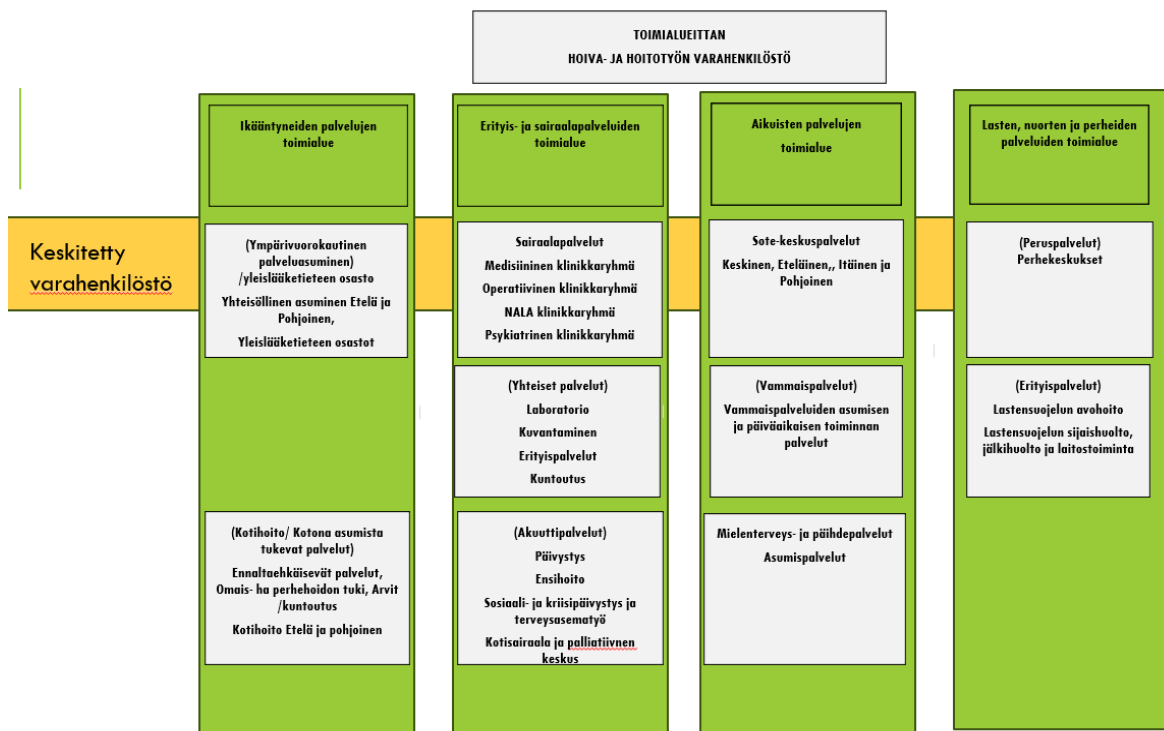 TOIMIALUEITTAN
HOIVA- JA HOITOTYÖN VARAHENKILÖSTÖ
Keskitetty
varahenkilöstö
Ikääntyneiden palvelujen
toimialue
(Ympärivuorokautinen
palveluasuminen)
/yleislääketieteen osasto
Yhteisöllinen asuminen Etelä ja
Pohjoinen,
Yleislääketieteen osastot
(Kotihoito/ Kotona asumista
tukevat palvelut)
Ennaltaehkäisevät palvelut,
Omais- ha perhehoidon tuki, Arvit
/kuntoutus
Kotihoito Etelä ja pohjoinen
Erityis- ja sairaalapalveluiden
toimialue
Sairaalapalvelut
Medisiininen klinikkaryhmä
Operatiivinen klinikkaryhmä
NALA klinikkaryhmä
Psykiatrinen klinikkaryhmä
(Yhteiset palvelut)
Laboratorio
Kuvantaminen
Erityispalvelut
Kuntoutus
(Akuuttipalvelut)
Päivystys
Ensihoito
Sosiaali- ja kriisipäivystys ja
terveysasematyö
Kotisairaala ja palliatiivnen
keskus
Aikuisten palvelujen
toimialue
Sote-keskuspalvelut
Keskinen, Eteläinen,, Itäinen ja
Pohjoinen
(Vammaispalvelut)
Vammaispalveluiden asumisen
ja päiväaikaisen toiminnan
palvelut
Mielenterveys- ja päihdepalvelut
Asumispalvelut
Lasten, nuorten ja perheiden
palveluiden toimialue
(Peruspalvelut)
Perhekeskukset
(Erityispalvelut)
Lastensuojelun avohoito
Lastensuojelun sijaishuolto,
jälkihuolto ja laitostoiminta